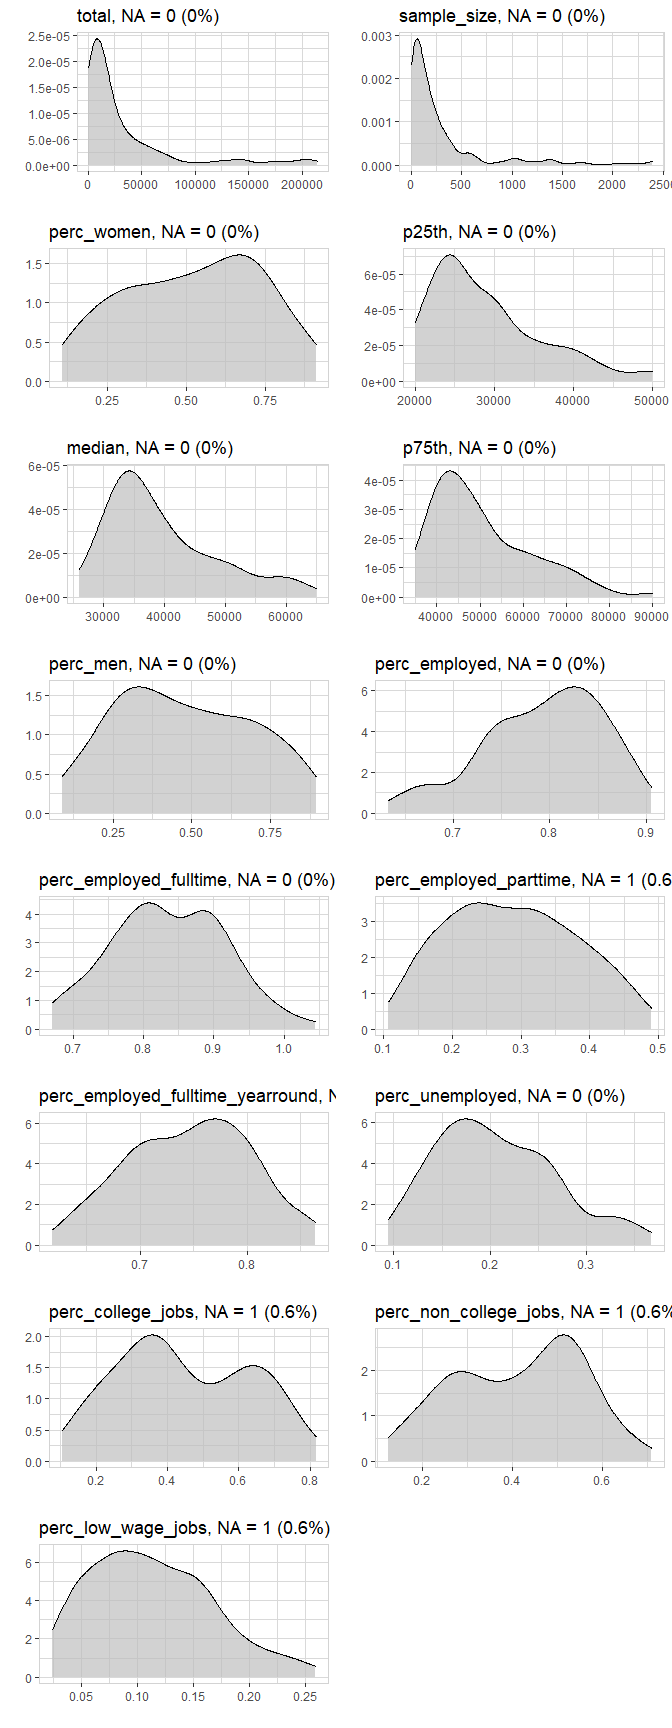 total, NA = 0 (0%)
2.5e-05
2.0e-05
1.5e-05
1.0e-05
5.0e-06
0.0e+00
0 50000 100000 150000 200000
sample_size, NA = 0 (0%)
0.003
0.002
0.001
0.000
0 500 1000 1500 2000 2500
perc_women, NA = 0 (0%)
1.5
1.0
0.5
0.0
0.25 0.50 0.75
p25th, NA = 0 (0%)
6e-05
4e-05
2e-05
0e+00
20000 30000 40000 50000
median, NA = 0 (0%)
6e-05
4e-05
2e-05
0e+00
30000 40000 50000 60000
p75th, NA = 0 (0%)
4e-05
3e-05
2e-05
1e-05
0e+00
40000 50000 60000 70000 80000 90000
perc_men, NA = 0 (0%)
1.5
1.0
0.5
0.0
0.25 0.50 0.75
perc_employed, NA = 0 (0%)
6
4
2
0
0.7 0.8 0.9
perc_employed_fulltime, NA = 0 (0%)
4
3
2
1
0
0.7 0.8 0.9 1.0
perc_employed_parttime, NA = 1 (0.6
3
2
1
0
0.1 0.2 0.3 0.4 0.5
perc_employed_fulltime_yearround, N
6
4
2
0
0.7 0.8
perc_unemployed, NA = 0 (0%)
6
4
2
0
0.1 0.2 0.3
perc_college_jobs, NA = 1 (0.6%)
2.0
1.5
1.0
0.5
0.0
0.2 0.4 0.6 0.8
perc_non_college_jobs, NA = 1 (0.6%
2
1
0
0.2 0.4 0.6
perc_low_wage_jobs, NA = 1 (0.6%)
6
4
2
0
0.05 0.10 0.15 0.20 0.25